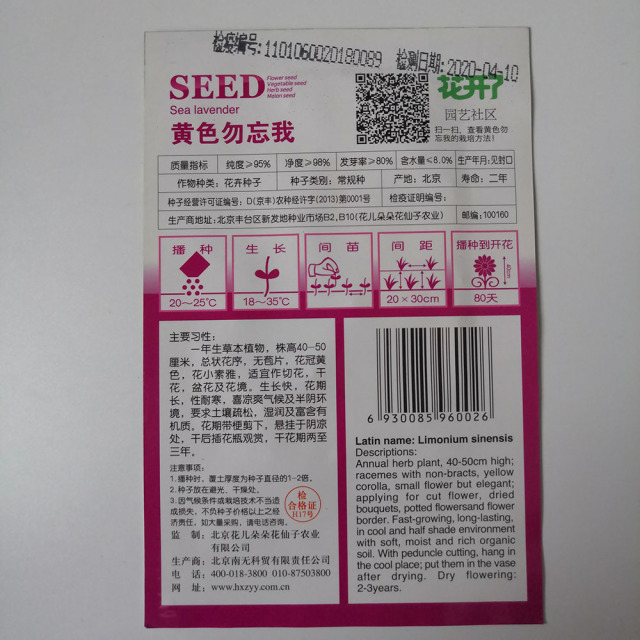 检疫编号:1101060020180089 检测日期:2020-04-10
SEED
Flower seed
Vegetable seed
Herb seed
Melon seed
Sea lavender
黄色勿忘我
花开了
园艺社区
扫一扫，查看黄色勿
忘我的栽培方法!
质量指标 纯度≥95% 净度≥98% 发芽率≥80% 含水量≤8.0% 生产年月:见封口
作物种类: 花卉种子 种子类别: 常规种 产地: 北京 寿命: 二年
种子经营许可证编号: D(京丰)农种经许字(2013)第0001号 检疫证明编号:
生产商地址: 北京丰台区新发地种业市场B2, B10(花儿朵朵花仙子农业) 邮编: 100160
播种 生长 间苗 间距 播种到开花
40cm
20～25℃ 18～35℃ 20×30cm 80天
主要习性:
一年生草本植物，株高40-50
厘米，总状花序，无苞片，花冠黄
色，花小素雅，适宜作切花，干
花，盆花及花境。生长快，花期
长，性耐寒，喜凉爽气候及半阴环
境，要求土壤疏松，湿润及富含有
机质。花期带梗剪下，悬挂于阴凉
处，干后插花瓶观赏，干花期两至
三年。
注意事项:
1.播种时，覆土厚度为种子直径的1-2倍。
2.种子放在避光、干燥处。
3.因气候条件或栽培技术不当造
成损失，不负种子价格以上之经
济责任。如大量采购，请电话咨询。
检
合格证
H17号
监 制: 北京花儿朵朵花仙子农业
有限公司
生产商: 北京南无科贸有限责任公司
电 话: 400-018-3800 010-87503800
网 址: www.hxzyy.com.cn
6 930085 960026
Latin name: Limonium sinensis
Descriptions:
Annual herb plant, 40-50cm high;
racemes with non-bracts, yellow
corolla, small flower but elegant;
applying for cut flower, dried
bouquets, potted flowersand flower
border. Fast-growing, long-lasting,
in cool and half shade environment
with soft, moist and rich organic
soil. With peduncle cutting, hang in
the cool place; put them in the vase
after drying. Dry flowering:
2-3years.